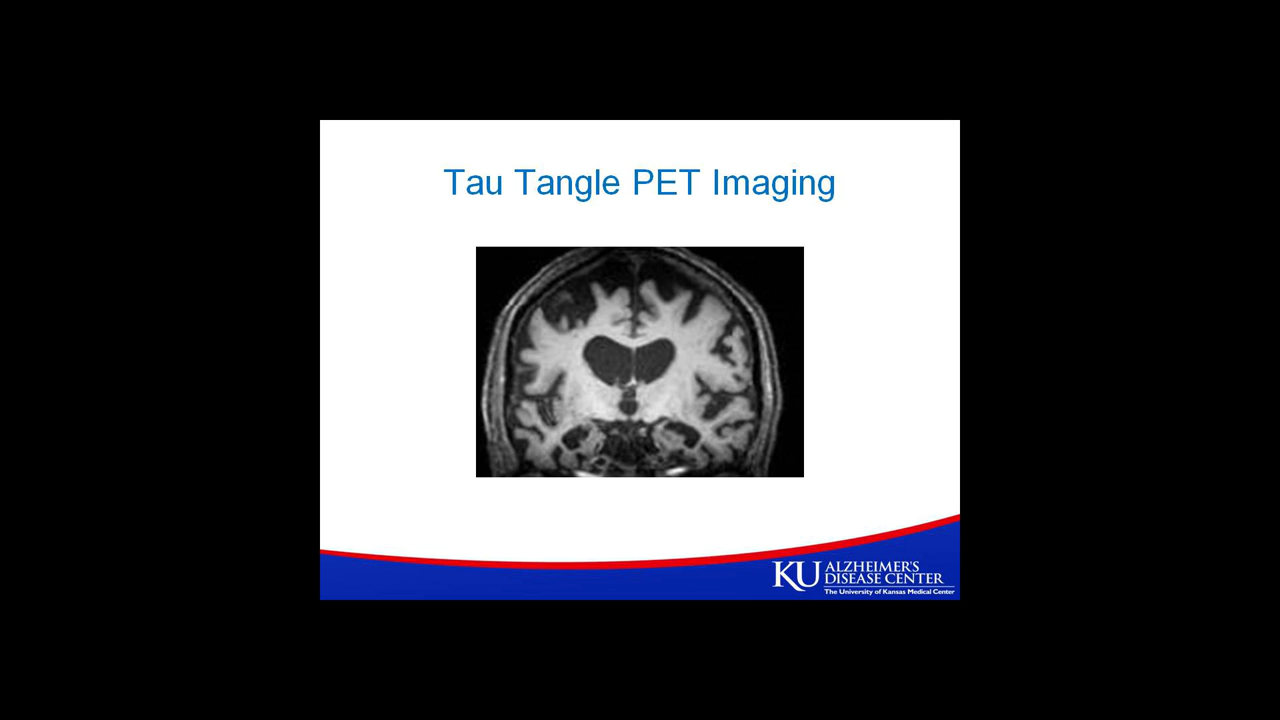 Tau Tangle PET Imaging
KU ALZHEIMER'S
DISEASE CENTER
The University of Kansas Medical Center